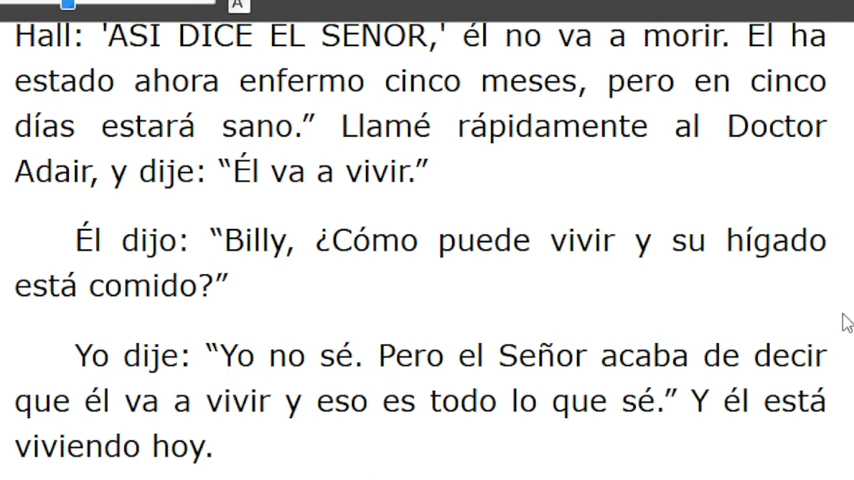 A
Hall: 'ASÍ DICE EL SEÑOR,' él no va a morir. Él ha
estado ahora enfermo cinco meses, pero en cinco
días estará sano.” Llamé rápidamente al Doctor
Adair, y dije: “Él va a vivir.”
Él dijo: “Billy, ¿Cómo puede vivir y su hígado
está comido?”
Yo dije: “Yo no sé. Pero el Señor acaba de decir
que él va a vivir y eso es todo lo que sé.” Y él está
viviendo hoy.